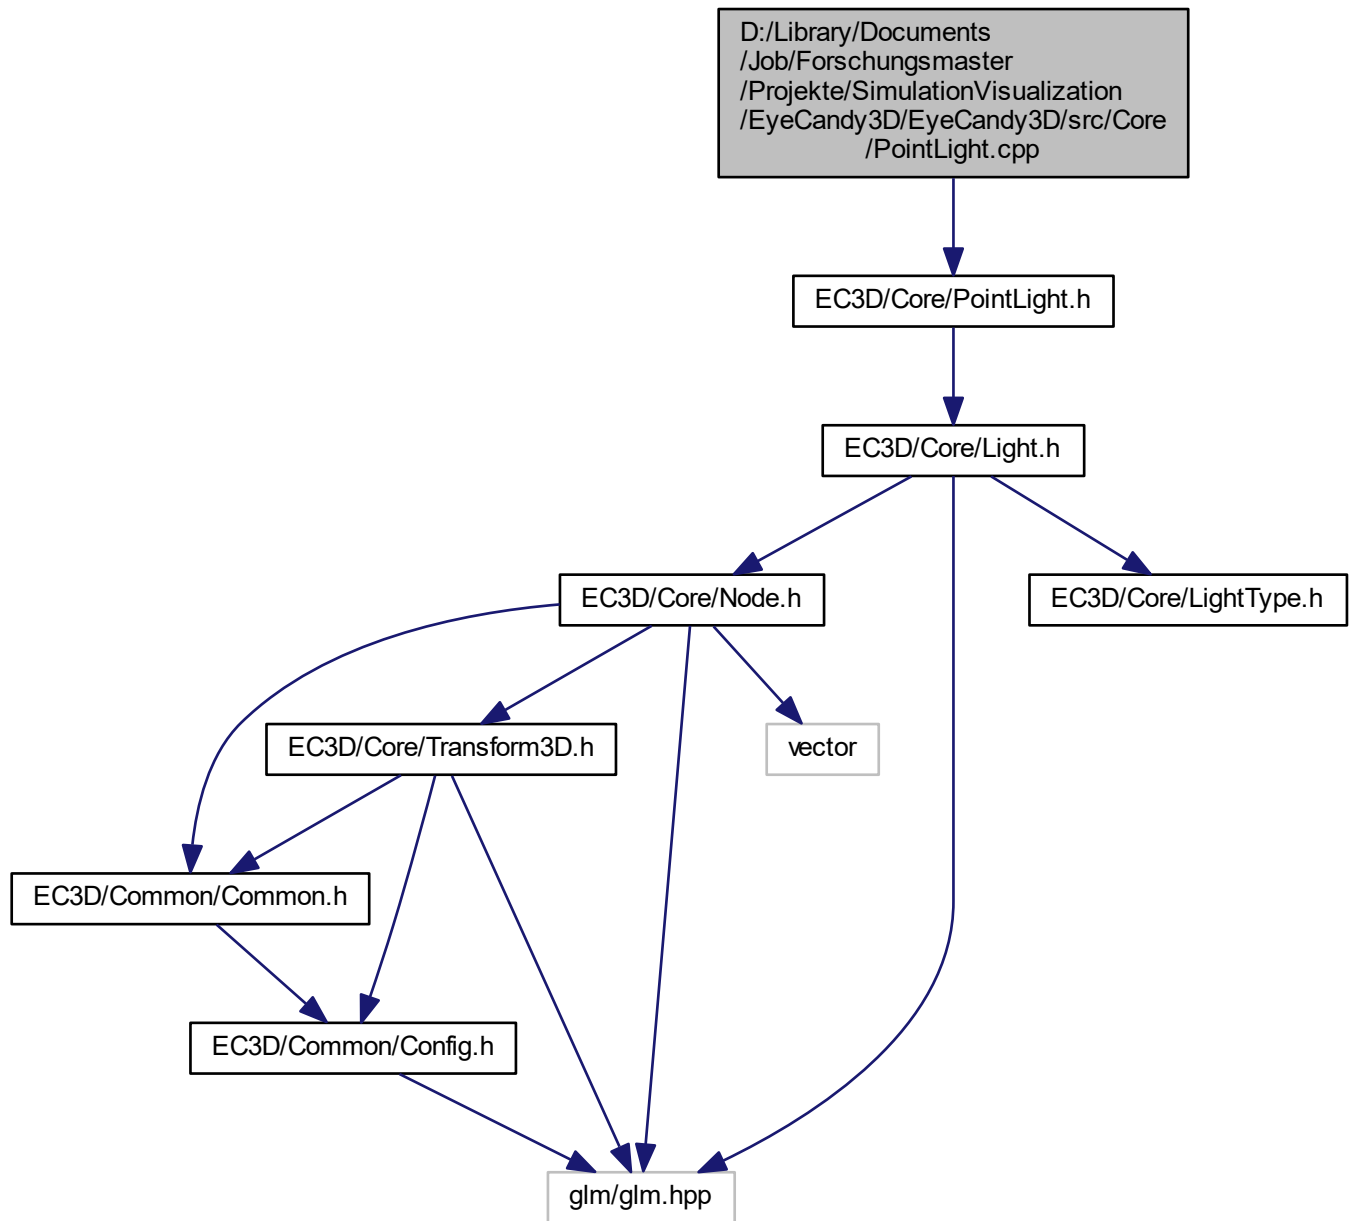 D:/Library/Documents
/Job/Forschungsmaster
/Projekte/SimulationVisualization
/EyeCandy3D/EyeCandy3D/src/Core
/PointLight.cpp
EC3D/Core/PointLight.h
EC3D/Core/Light.h
EC3D/Core/Node.h
EC3D/Core/LightType.h
EC3D/Core/Transform3D.h
vector
EC3D/Common/Common.h
EC3D/Common/Config.h
glm/glm.hpp